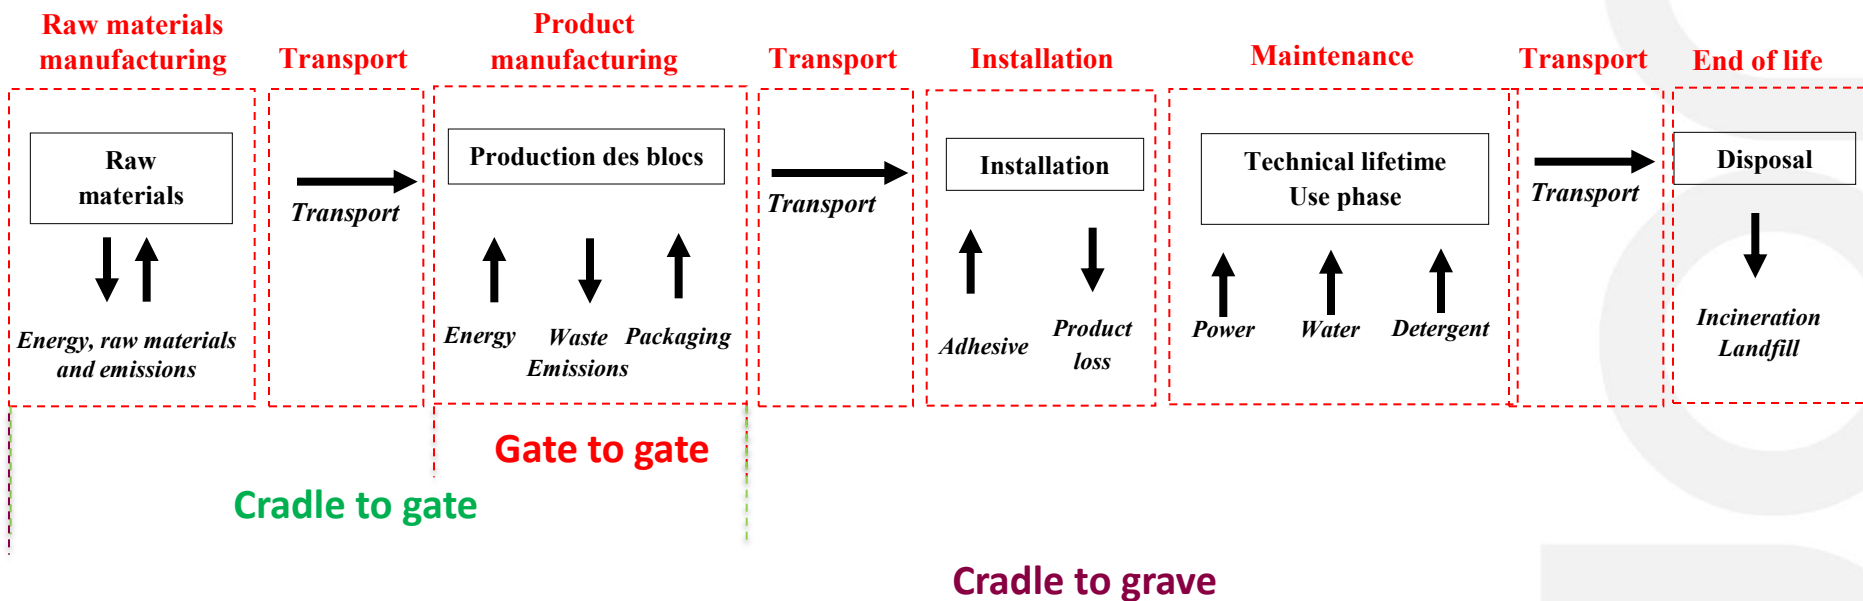 Raw materials
manufacturing
Transport
Product
manufacturing
Transport
Installation
Maintenance
Transport
End of life
Raw
materials
Energy, raw materials
and emissions
Transport
Production des blocs
Energy
Waste
Emissions
Packaging
Transport
Installation
Adhesive
Product
loss
Technical lifetime
Use phase
Power
Water
Detergent
Transport
Disposal
Incineration
Landfill
Gate to gate
Cradle to gate
Cradle to grave